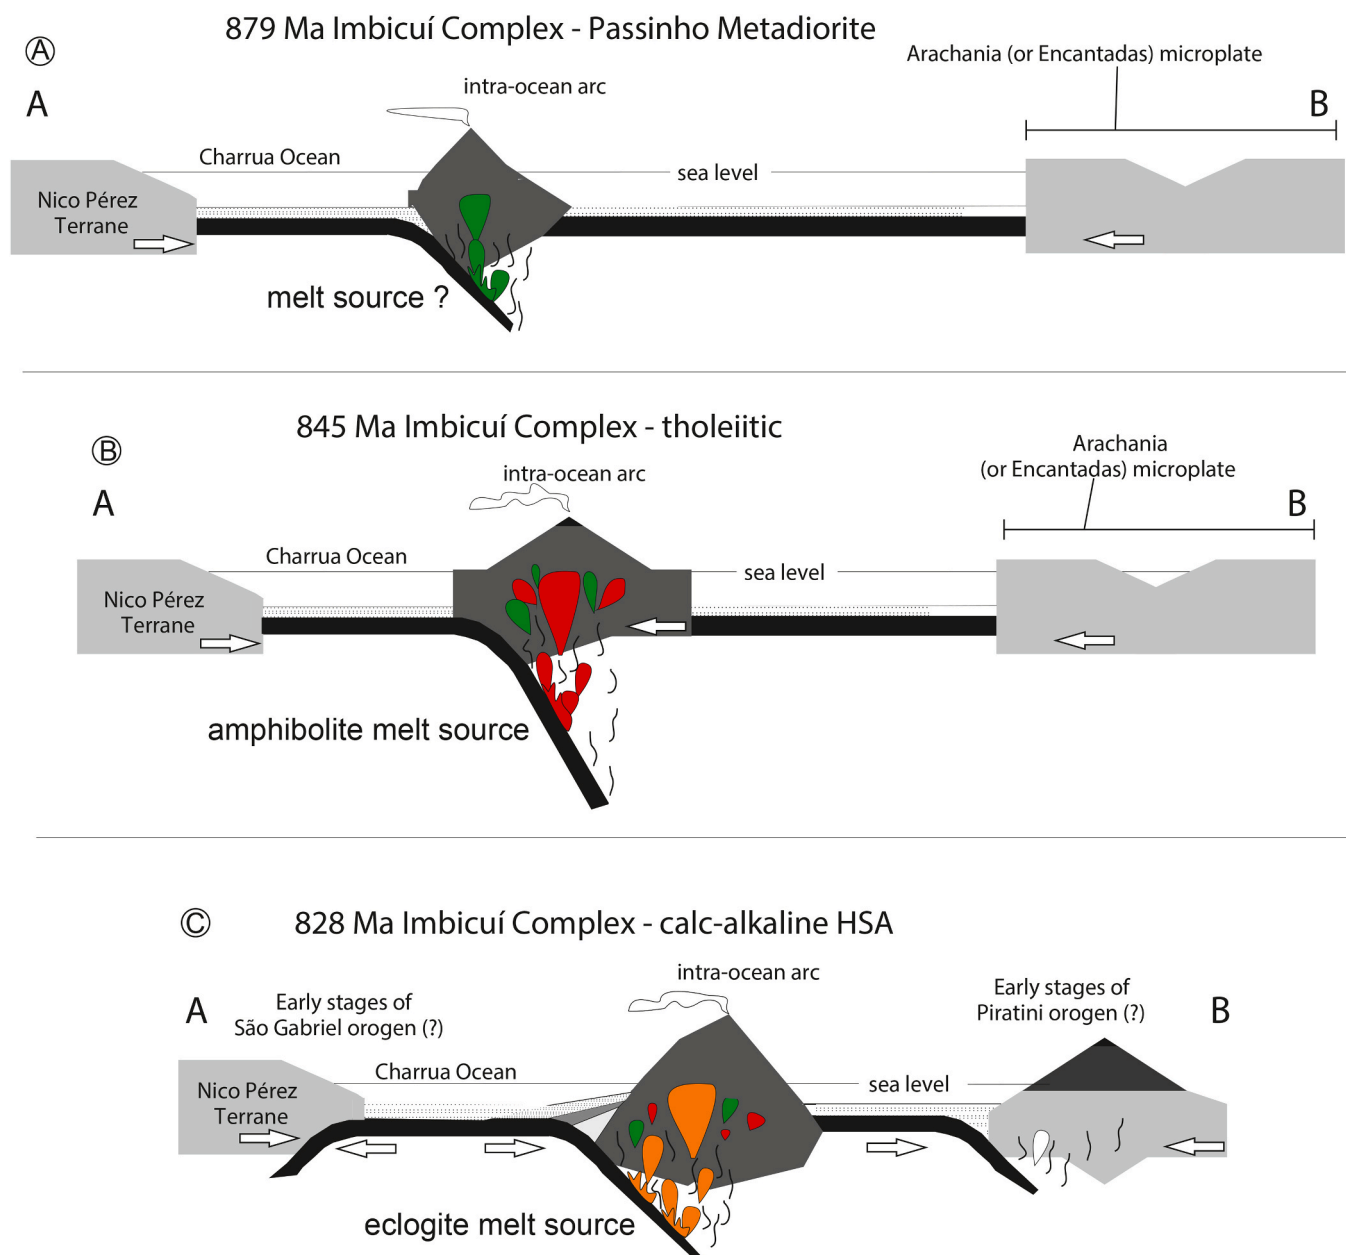 879 Ma Imbicuí Complex - Passinho Metadiorite
A
Arachania (or Encantadas) microplate
A
intra-ocean arc
B
Charrua Ocean
sea level
Nico Pérez
Terrane
melt source ?
845 Ma Imbicuí Complex - tholeiitic
B
Arachania
(or Encantadas) microplate
intra-ocean arc
A
B
Charrua Ocean
sea level
Nico Pérez
Terrane
amphibolite melt source
C
828 Ma Imbicuí Complex - calc-alkaline HSA
intra-ocean arc
A
Early stages of
São Gabriel orogen (?)
Early stages of
Piratini orogen (?)
B
Charrua Ocean
sea level
Nico Pérez
Terrane
eclogite melt source